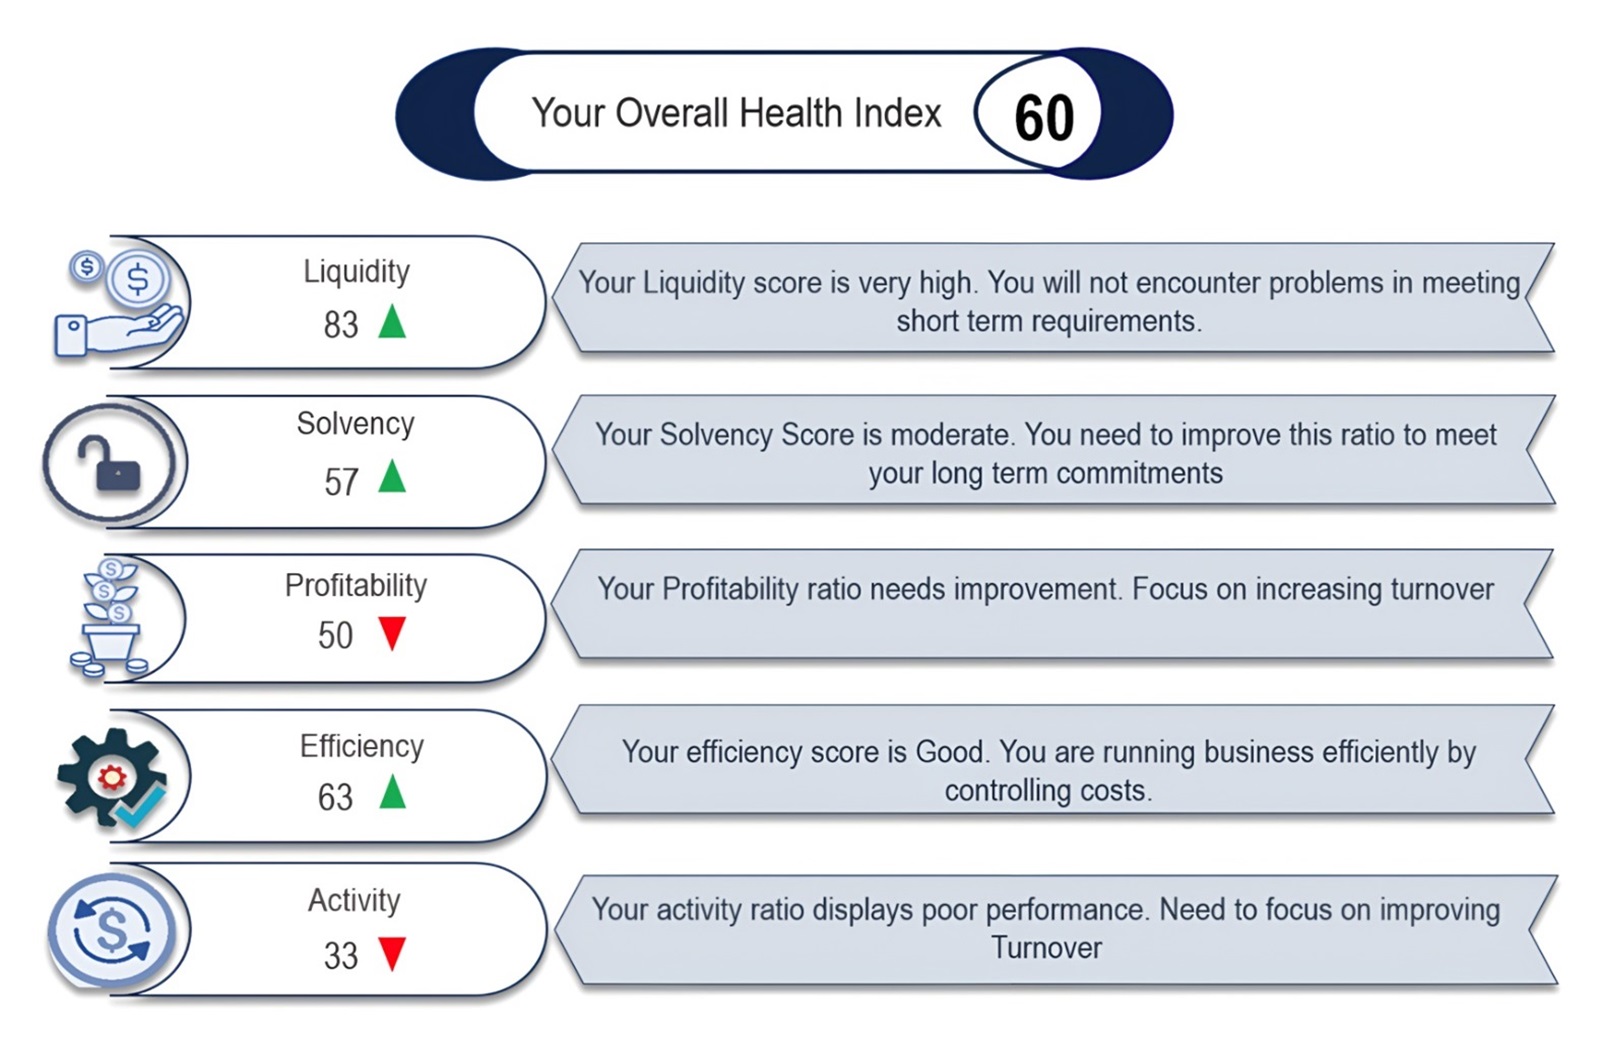 Your Overall Health Index 60
Liquidity
83
Your Liquidity score is very high. You will not encounter problems in meeting
short term requirements.
Solvency
57
Your Solvency Score is moderate. You need to improve this ratio to meet
your long term commitments
Profitability
50
Your Profitability ratio needs improvement. Focus on increasing turnover
Efficiency
63
Your efficiency score is Good. You are running business efficiently by
controlling costs.
Activity
33
Your activity ratio displays poor performance. Need to focus on improving
Turnover